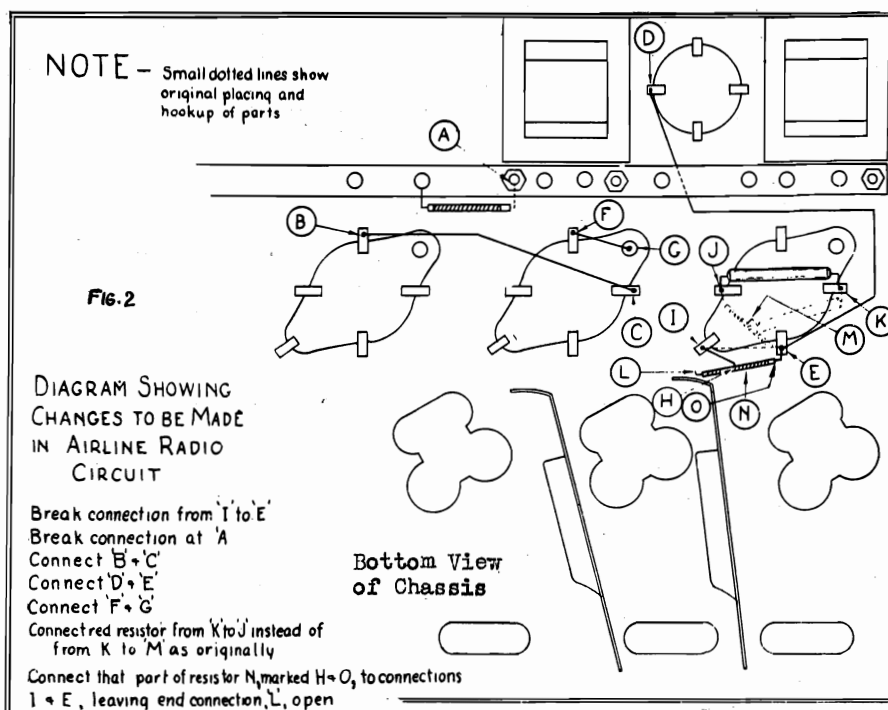 NOTE – Small dotted lines show
original placing and
hookup of parts
D
A
B
F
G
J
FIG. 2
C
I
M
K
L
E
H
O
N
DIAGRAM SHOWING
CHANGES TO BE MADE
IN AIRLINE RADIO
CIRCUIT
Break connection from 'I' to 'E'
Break connection at 'A
Connect 'B' + 'C'
Connect 'D' + 'E'
Connect 'F' + 'G'
Connect red resistor from 'K' to 'J' instead of
from K to 'M' as originally
Connect that part of resistor N, marked H + O, to connections
I + E, leaving end connection, 'L', open
Bottom View
of Chassis